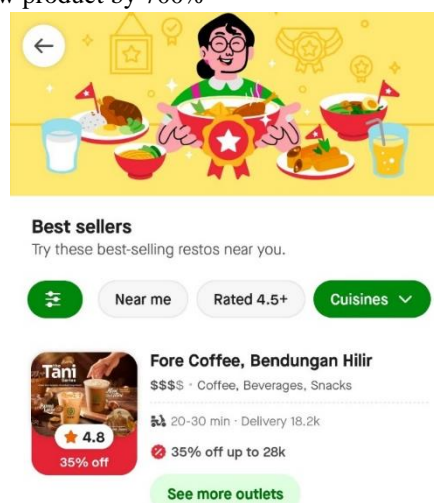 w product by 700%
Best sellers
Try these best-selling restos near you.
Near me
Rated 4.5+
Cuisines
Fore Coffee, Bendungan Hilir
$$$$ · Coffee, Beverages, Snacks
20-30 min · Delivery 18.2k
35% off up to 28k
See more outlets
Tani
Series
4.8
35% off